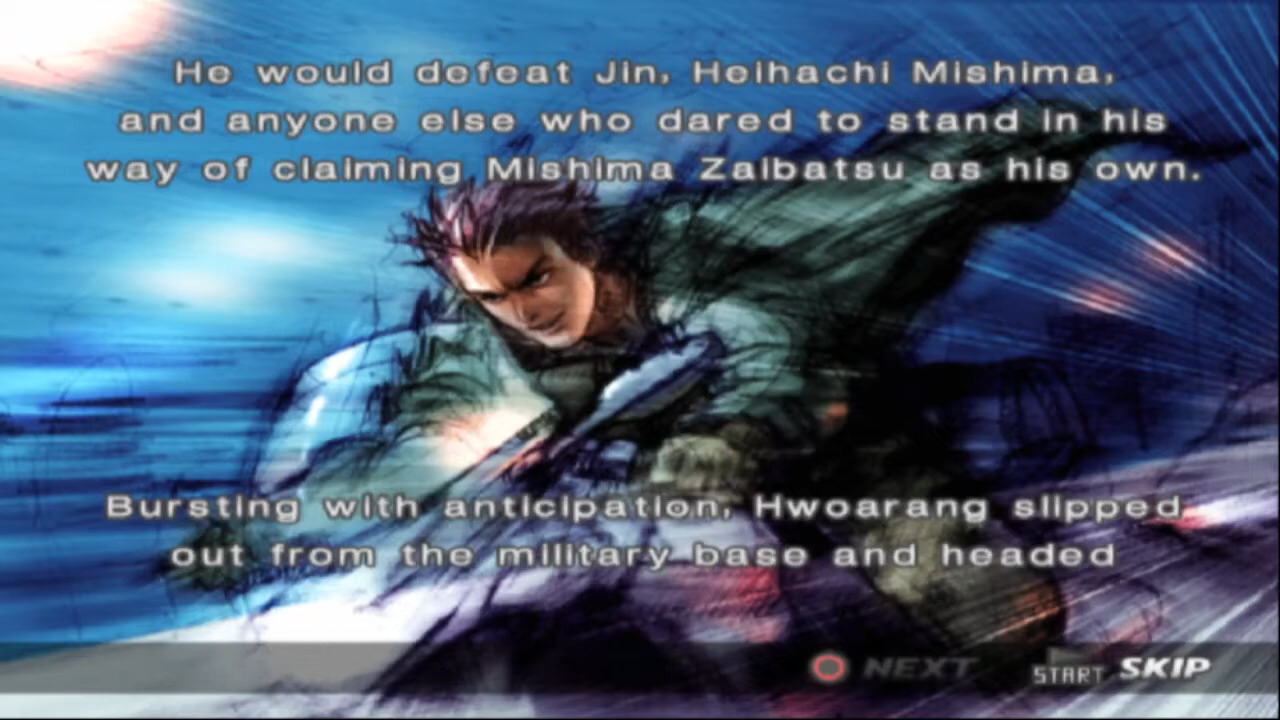 He would defeat Jin, Heihachi Mishima,
and anyone else who dared to stand in his
way of claiming Mishima Zaibatsu as his own.
Bursting with anticipation, Hwoarang slipped
out from the military base and headed
NEXT START SKIP